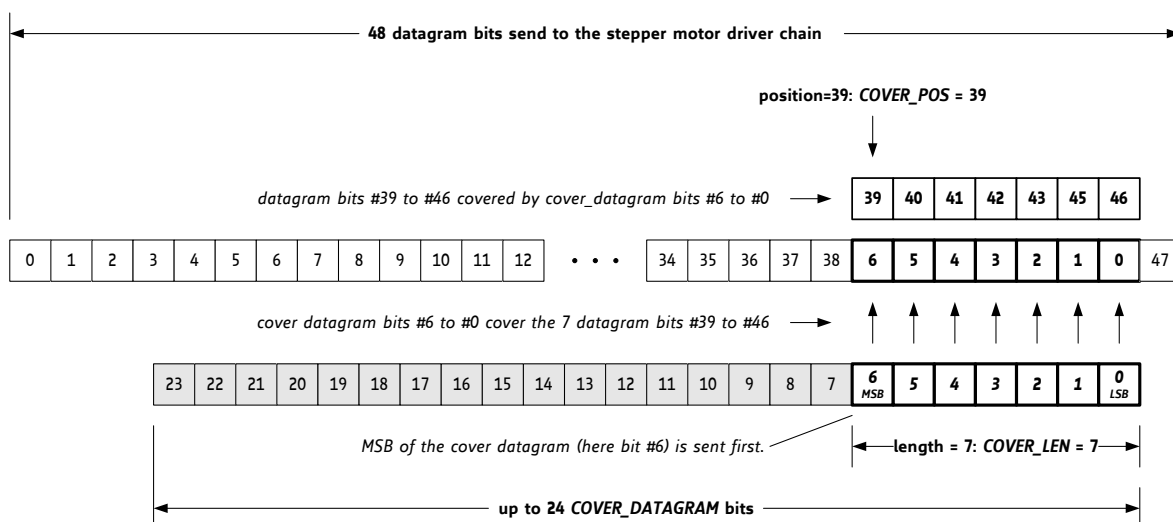 48 datagram bits send to the stepper motor driver chain
position=39: COVER_POS = 39
datagram bits #39 to #46 covered by cover_datagram bits #6 to #0
39 40 41 42 43 45 46
0 1 2 3 4 5 6 7 8 9 10 11 12 • • • 34 35 36 37 38 6 5 4 3 2 1 0 47
cover datagram bits #6 to #0 cover the 7 datagram bits #39 to #46
23 22 21 20 19 18 17 16 15 14 13 12 11 10 9 8 7 6 5 4 3 2 1 0
MSB LSB
MSB of the cover datagram (here bit #6) is sent first.
length = 7: COVER_LEN = 7
up to 24 COVER_DATAGRAM bits